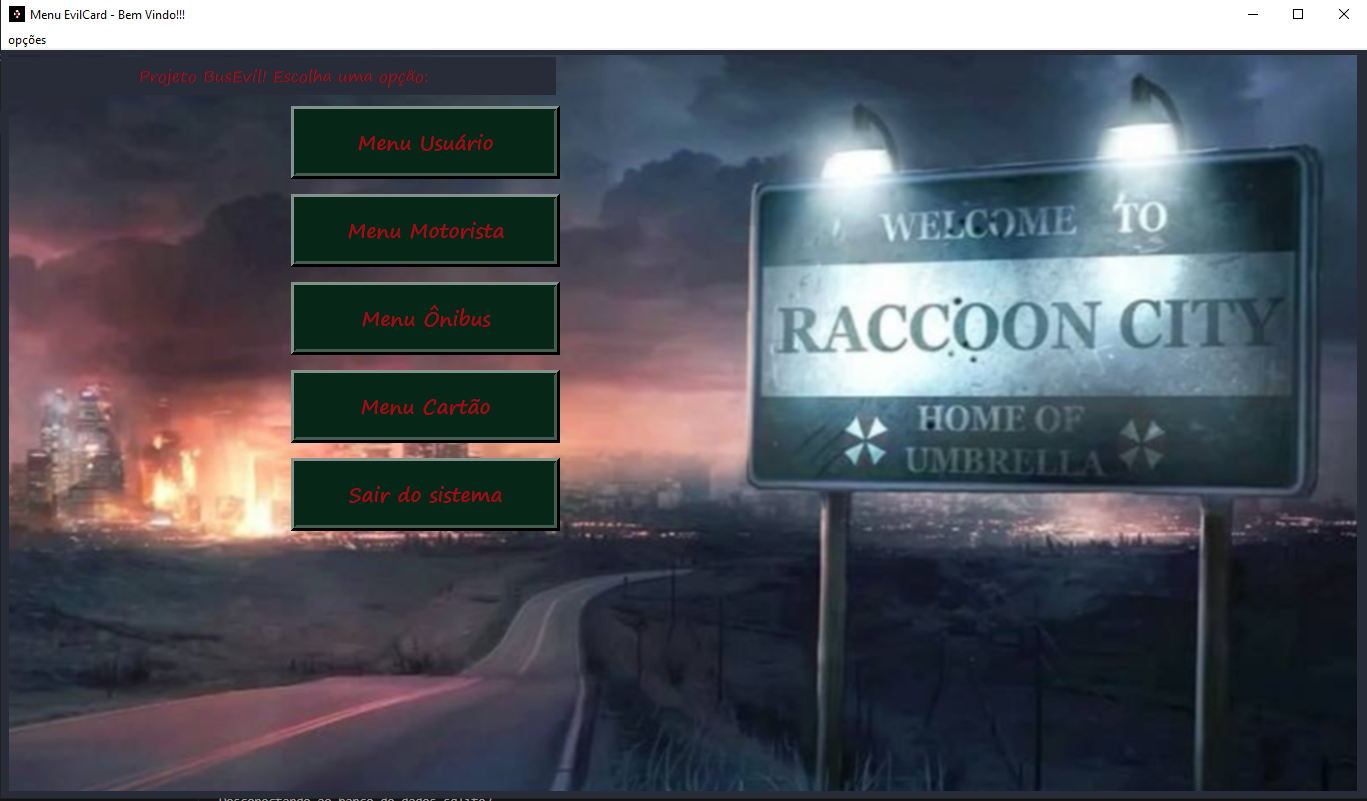 Menu EvilCard - Bem Vindo!!!
opções
Projeto BusEvil! Escolha uma opção:
Menu Usuário
Menu Motorista
Menu Ônibus
Menu Cartão
Sair do sistema
WELCOME TO
RACCOON CITY
HOME OF
UMBRELLA